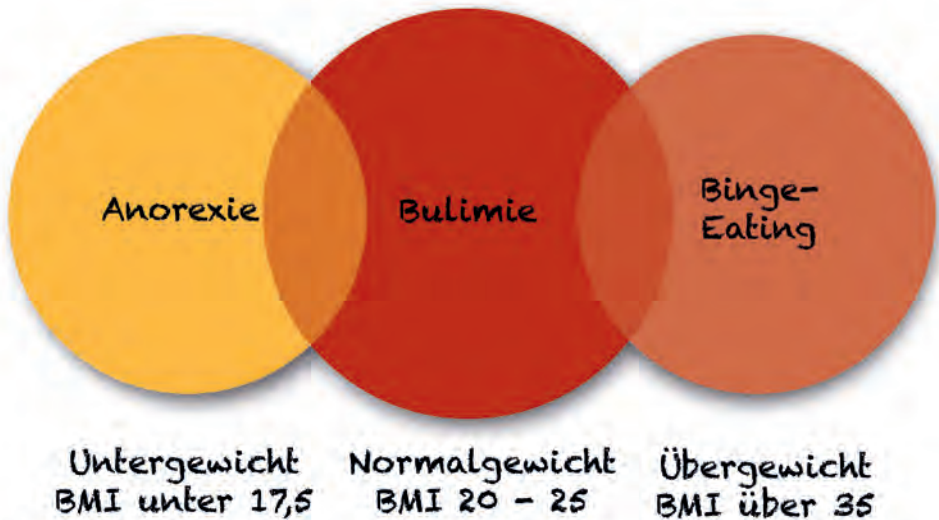 Anorexie
Bulimie
Binge-
Eating
Untergewicht
BMI unter 17,5
Normalgewicht
BMI 20 - 25
Übergewicht
BMI über 35